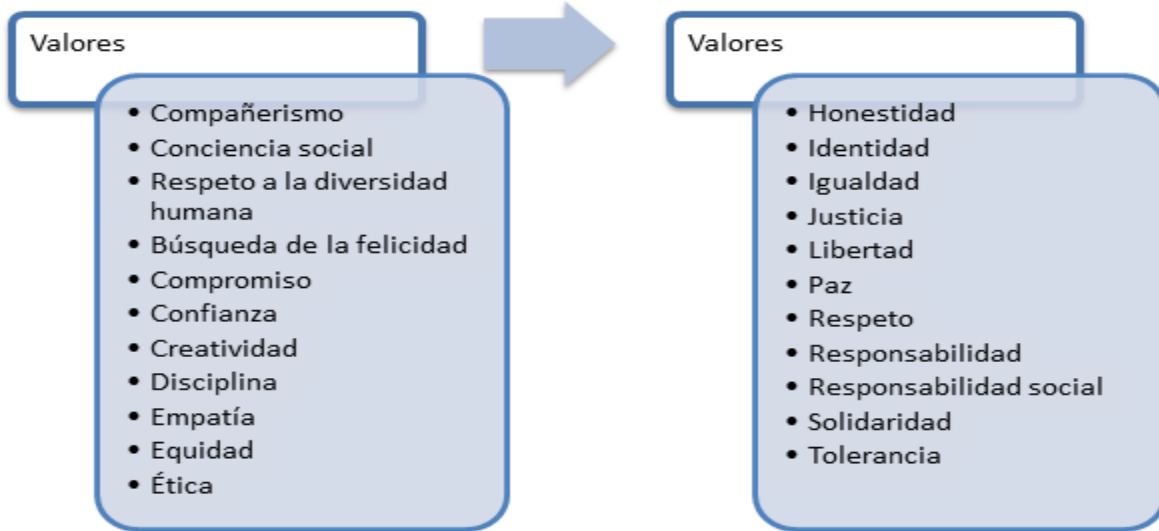 Valores
• Compañerismo
• Conciencia social
• Respeto a la diversidad
humana
• Búsqueda de la felicidad
• Compromiso
• Confianza
• Creatividad
• Disciplina
• Empatía
• Equidad
• Ética
Valores
• Honestidad
• Identidad
• Igualdad
• Justicia
• Libertad
• Paz
• Respeto
• Responsabilidad
• Responsabilidad social
• Solidaridad
• Tolerancia